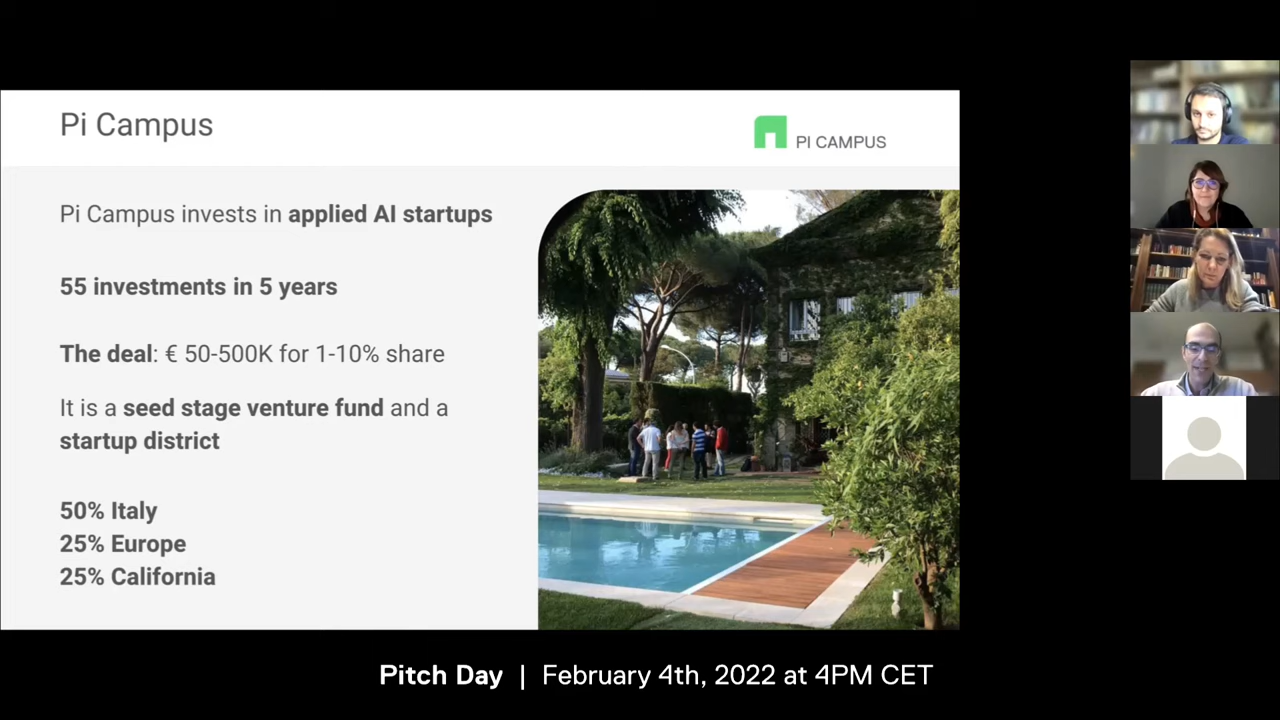 Pi Campus
PI CAMPUS
Pi Campus invests in applied AI startups
55 investments in 5 years
The deal: € 50-500K for 1-10% share
It is a seed stage venture fund and a
startup district
50% Italy
25% Europe
25% California
Pitch Day | February 4th, 2022 at 4PM CET